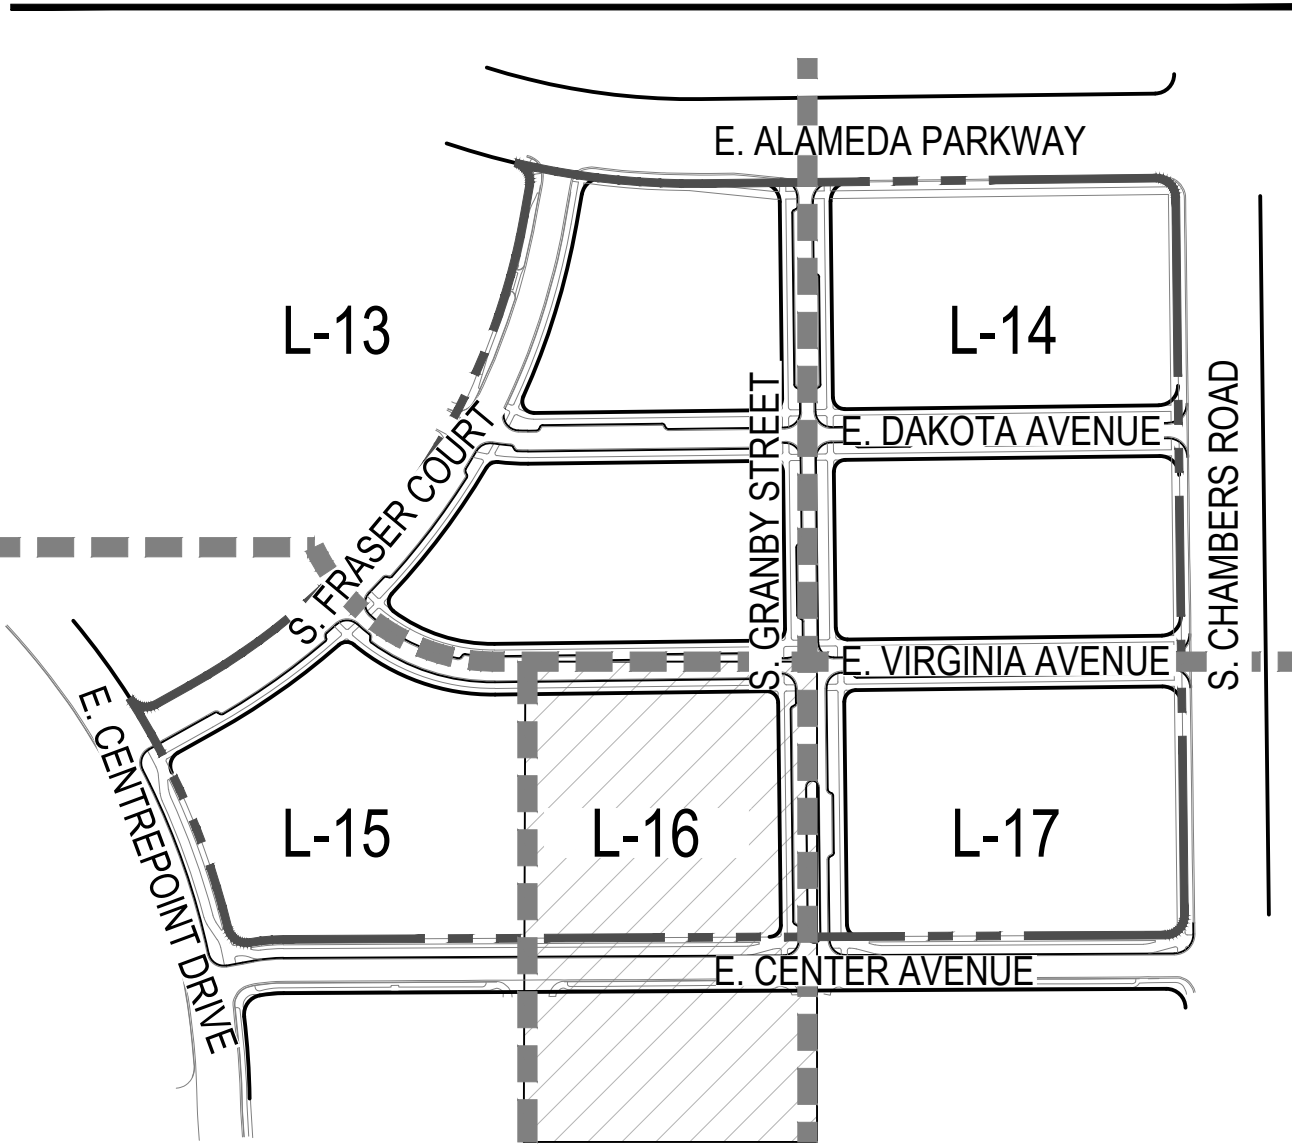 E. ALAMEDA PARKWAY
L-13
L-14
S. FRASER COURT
S. GRANBY STREET
E. DAKOTA AVENUE
S. CHAMBERS ROAD
E. VIRGINIA AVENUE
E. CENTREPOINT DRIVE
L-15
L-16
L-17
E. CENTER AVENUE